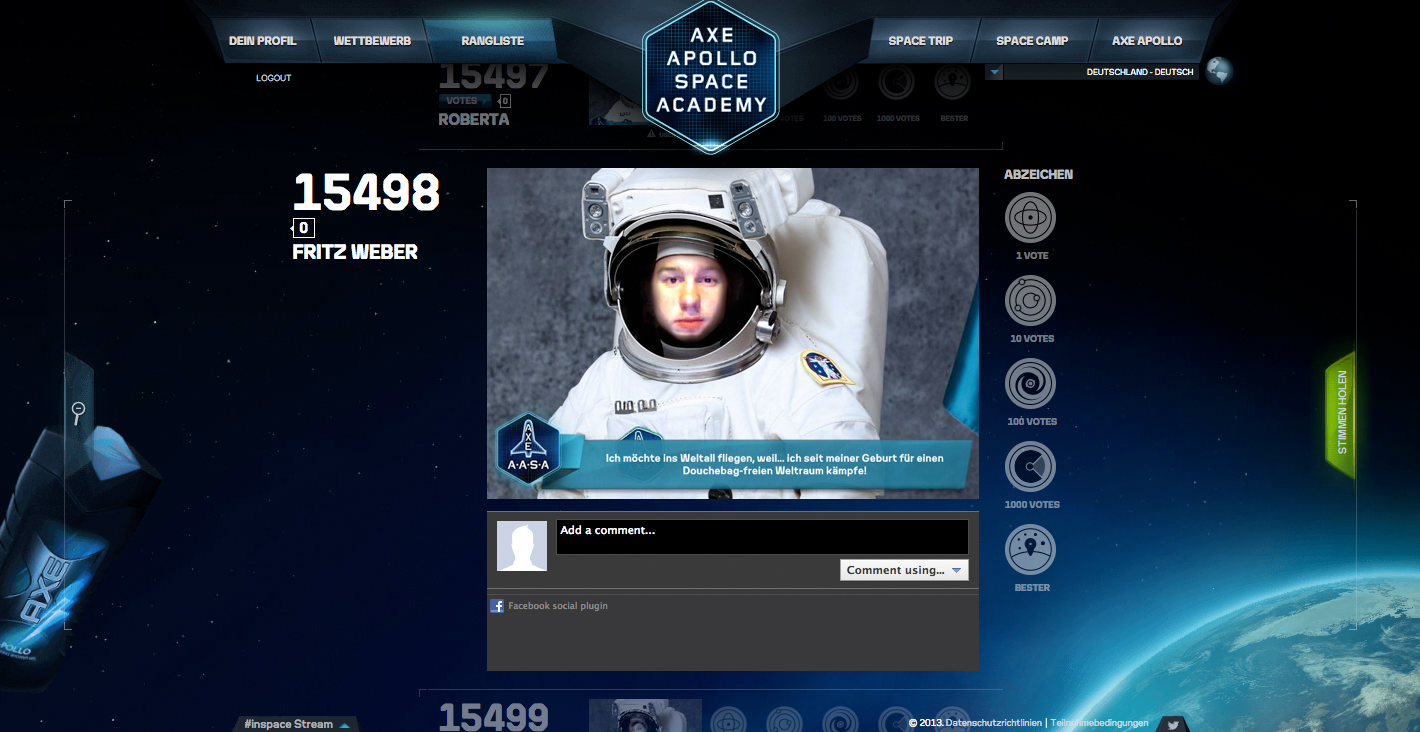 DEIN PROFIL
WETTBEWERB
RANGLISTE
AXE
APOLLO
SPACE
ACADEMY
SPACE TRIP
SPACE CAMP
AXE APOLLO
LOGOUT
DEUTSCHLAND - DEUTSCH
15497
VOTES
0
ROBERTA
100 VOTES
1000 VOTES
BESTER
15498
0
FRITZ WEBER
ABZEICHEN
1 VOTE
10 VOTES
100 VOTES
1000 VOTES
BESTER
STIMMEN HOLEN
AXE
A·A·S·A
Ich möchte ins Weltall fliegen, weil... ich seit meiner Geburt für einen
Douchebag-freien Weltraum kämpfe!
Add a comment...
Comment using...
Facebook social plugin
AXE
15499
#inspace Stream
© 2013. Datenschutzrichtlinien | Teilnahmebedingungen